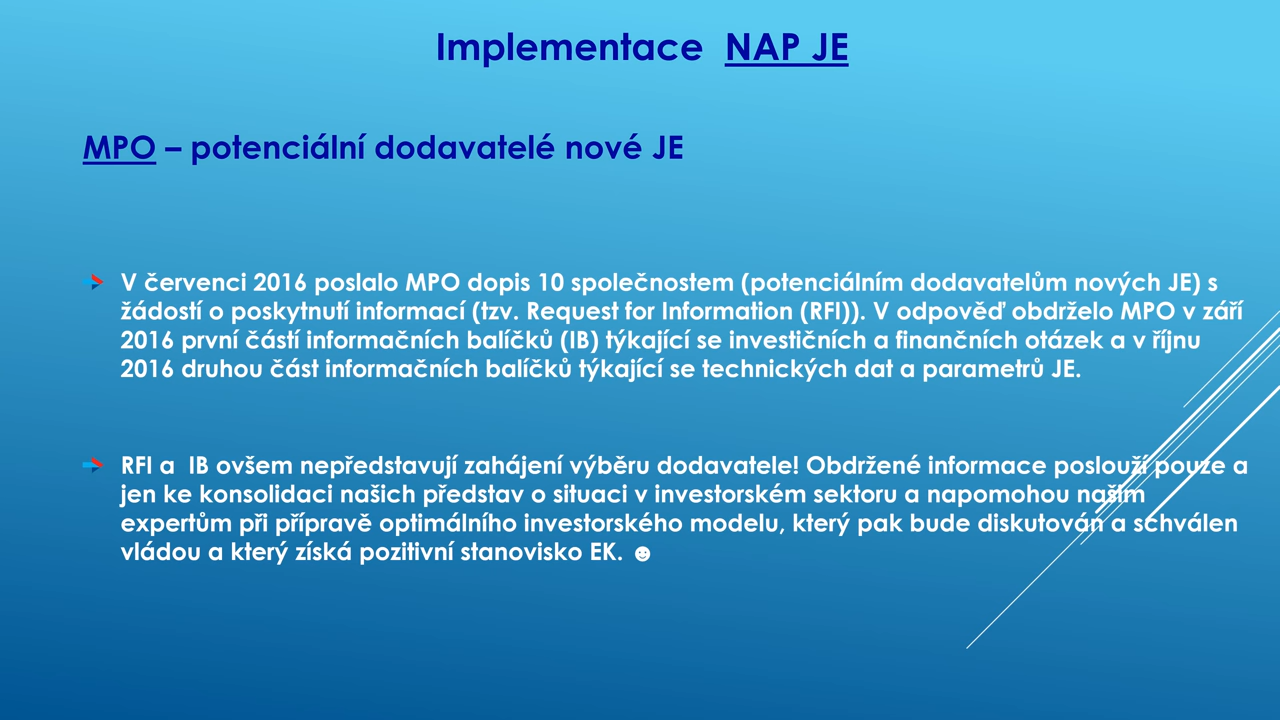 Implementace  NAP JE
MPO – potenciální dodavatelé nové JE
V červenci 2016 poslalo MPO dopis 10 společnostem (potenciálním dodavatelům nových JE) s
žádostí o poskytnutí informací (tzv. Request for Information (RFI)). V odpověď obdrželo MPO v září
2016 první částí informačních balíčků (IB) týkající se investičních a finančních otázek a v říjnu
2016 druhou část informačních balíčků týkající se technických dat a parametrů JE.
RFI a  IB ovšem nepředstavují zahájení výběru dodavatele! Obdržené informace poslouží pouze a
jen ke konsolidaci našich představ o situaci v investorském sektoru a napomohou našim
expertům při přípravě optimálního investorského modelu, který pak bude diskutován a schválen
vládou a který získá pozitivní stanovisko EK. ☻